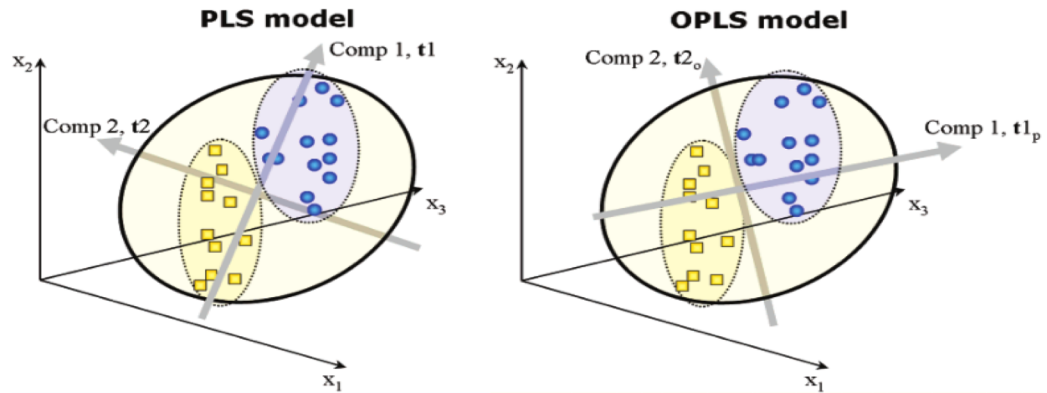 PLS model
Comp 1, t1
x₂
Comp 2, t2
x₃
x₁
OPLS model
Comp 2, t2ₒ
x₂
Comp 1, t1ₚ
x₃
x₁